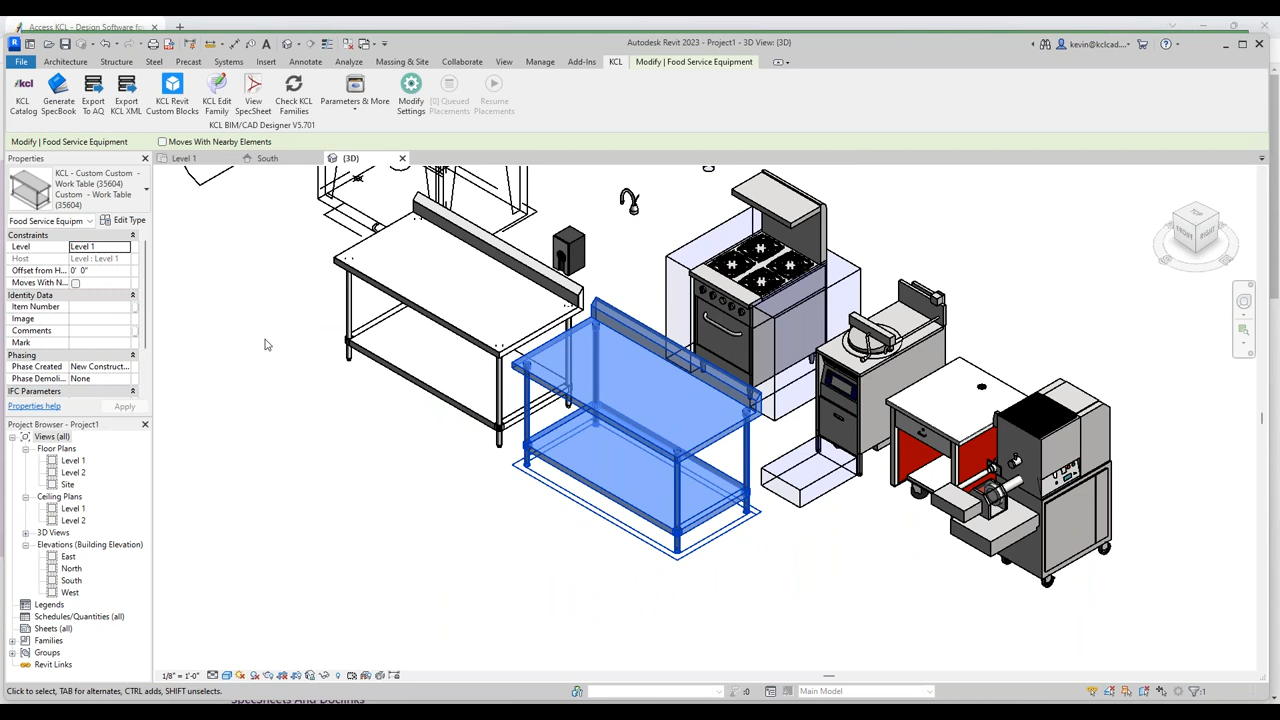 Access KCL - Design Software fo
Autodesk Revit 2023 - Project1 - 3D View: {3D}
kevin@kclcad....
File Architecture Structure Steel Precast Systems Insert Annotate Analyze Massing & Site Collaborate View Manage Add-Ins KCL Modify | Food Service Equipment
kcl
KCL Catalog
Generate SpecBook
Export To AQ
Export KCL XML
KCL Revit Custom Blocks
KCL Edit Family
View SpecSheet
Check KCL Families
Parameters & More
Modify Settings
[0] Queued Placements
Resume Placements
KCL BIM/CAD Designer V5.701
Modify | Food Service Equipment Moves With Nearby Elements
Properties
Level 1 South {3D}
KCL - Custom Custom -
Work Table (35604)
Custom - Work Table
(35604)
Food Service Equipm Edit Type
Constraints
Level Level 1
Host Level : Level 1
Offset from H... 0' 0"
Moves With N...
Identity Data
Item Number
Image
Comments
Mark
Phasing
Phase Created New Construct...
Phase Demoli... None
IFC Parameters
Properties help Apply
Project Browser - Project1
Views (all)
Floor Plans
Level 1
Level 2
Site
Ceiling Plans
Level 1
Level 2
3D Views
Elevations (Building Elevation)
East
North
South
West
Legends
Schedules/Quantities (all)
Sheets (all)
Families
Groups
Revit Links
TOP
FRONT
RIGHT
1/8" = 1'-0"
Click to select, TAB for alternates, CTRL adds, SHIFT unselects.
:0
Main Model
:1
SpecSheets And Doclinks